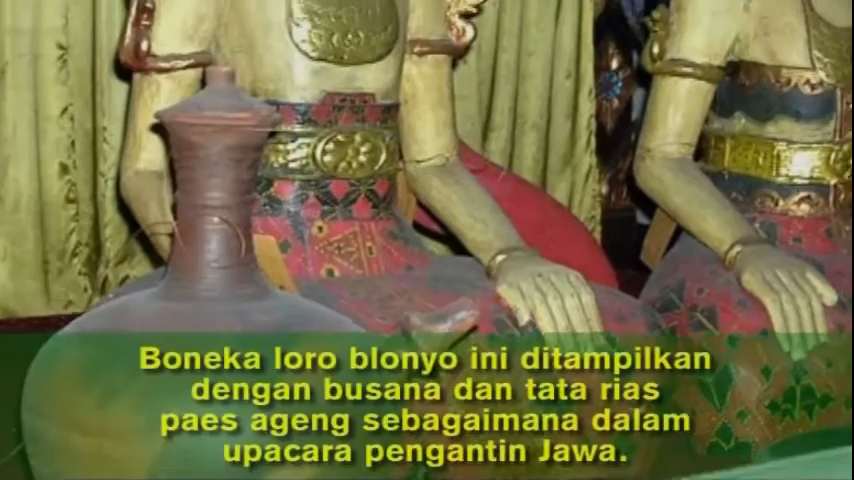 Boneka loro blonyo ini ditampilkan
dengan busana dan tata rias
paes ageng sebagaimana dalam
upacara pengantin Jawa.